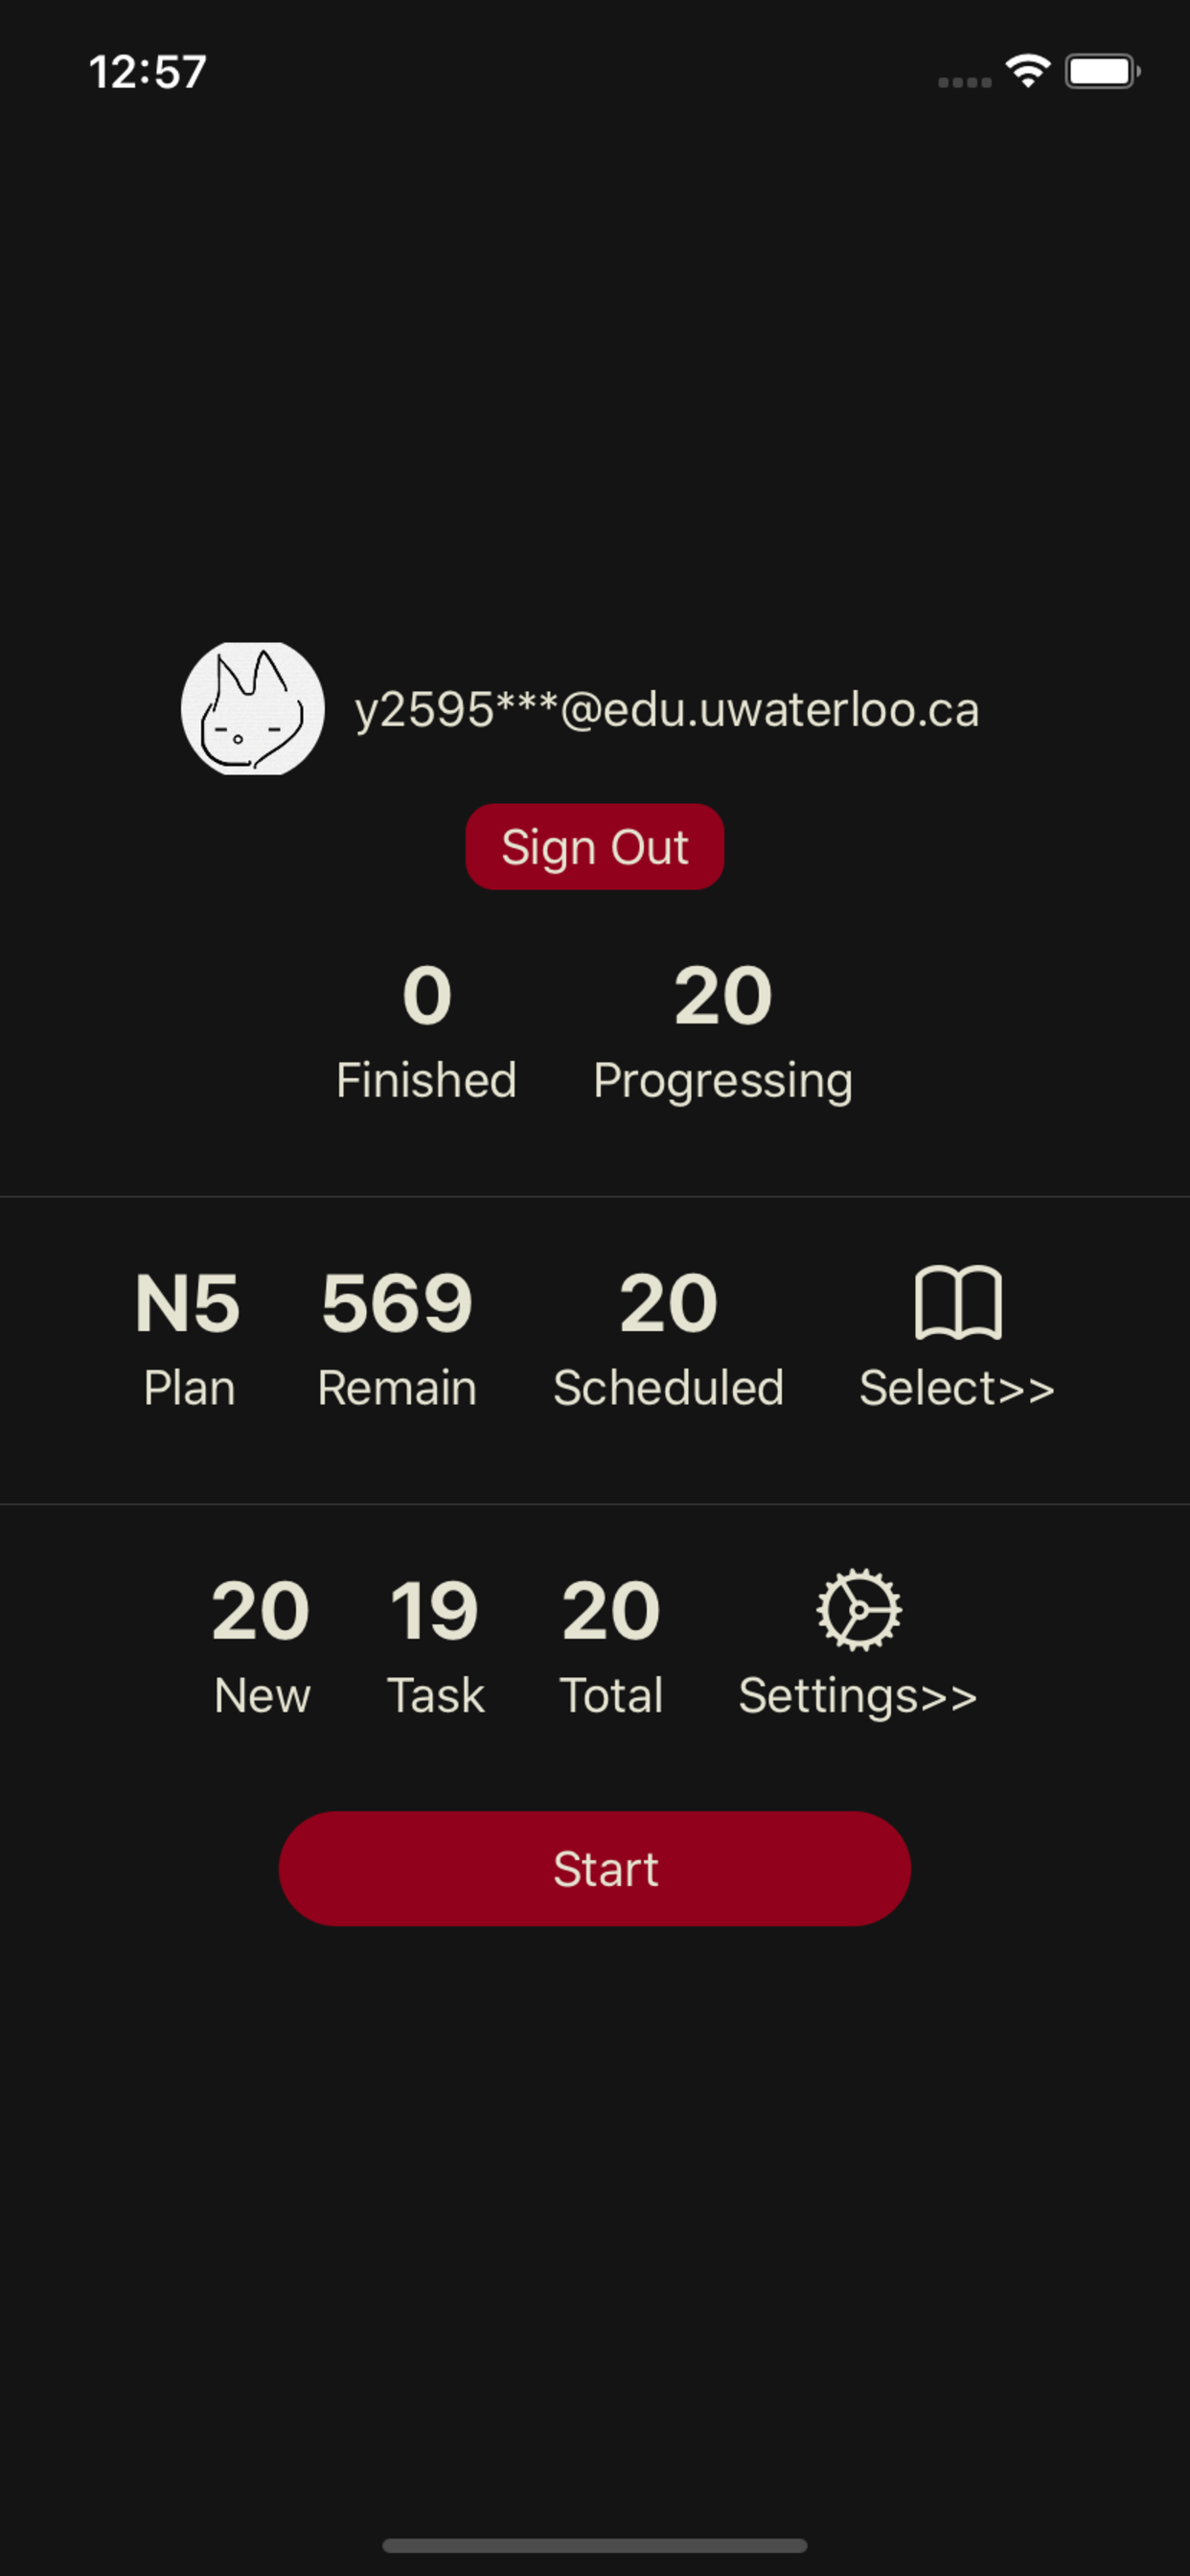 12:57
y2595***@edu.uwaterloo.ca
Sign Out
0 20
Finished Progressing
N5 569 20
Plan Remain Scheduled Select>>
20 19 20
New Task Total Settings>>
Start